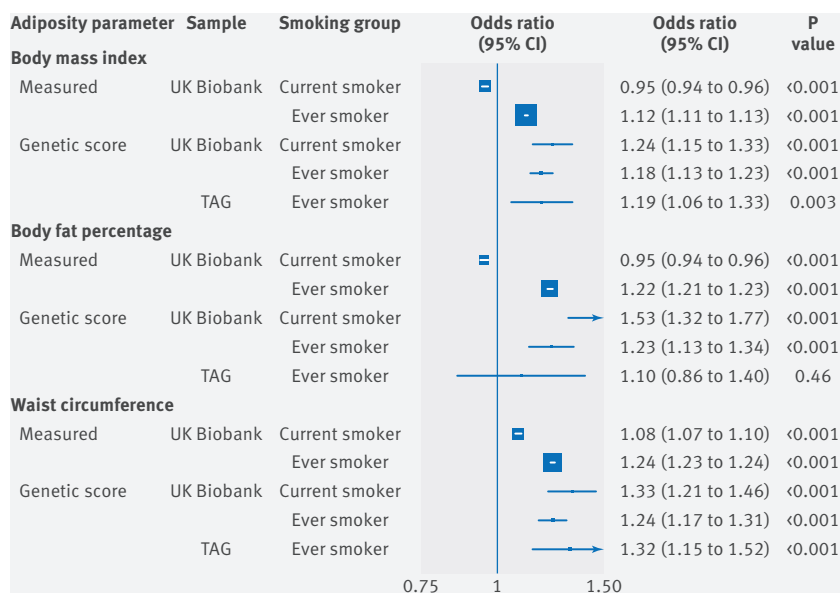 Adiposity parameter Sample Smoking group Odds ratio (95% CI) Odds ratio (95% CI) P value
Body mass index
Measured UK Biobank Current smoker 0.95 (0.94 to 0.96) <0.001
Ever smoker 1.12 (1.11 to 1.13) <0.001
Genetic score UK Biobank Current smoker 1.24 (1.15 to 1.33) <0.001
Ever smoker 1.18 (1.13 to 1.23) <0.001
TAG Ever smoker 1.19 (1.06 to 1.33) 0.003
Body fat percentage
Measured UK Biobank Current smoker 0.95 (0.94 to 0.96) <0.001
Ever smoker 1.22 (1.21 to 1.23) <0.001
Genetic score UK Biobank Current smoker 1.53 (1.32 to 1.77) <0.001
Ever smoker 1.23 (1.13 to 1.34) <0.001
TAG Ever smoker 1.10 (0.86 to 1.40) 0.46
Waist circumference
Measured UK Biobank Current smoker 1.08 (1.07 to 1.10) <0.001
Ever smoker 1.24 (1.23 to 1.24) <0.001
Genetic score UK Biobank Current smoker 1.33 (1.21 to 1.46) <0.001
Ever smoker 1.24 (1.17 to 1.31) <0.001
TAG Ever smoker 1.32 (1.15 to 1.52) <0.001
0.75 1 1.50